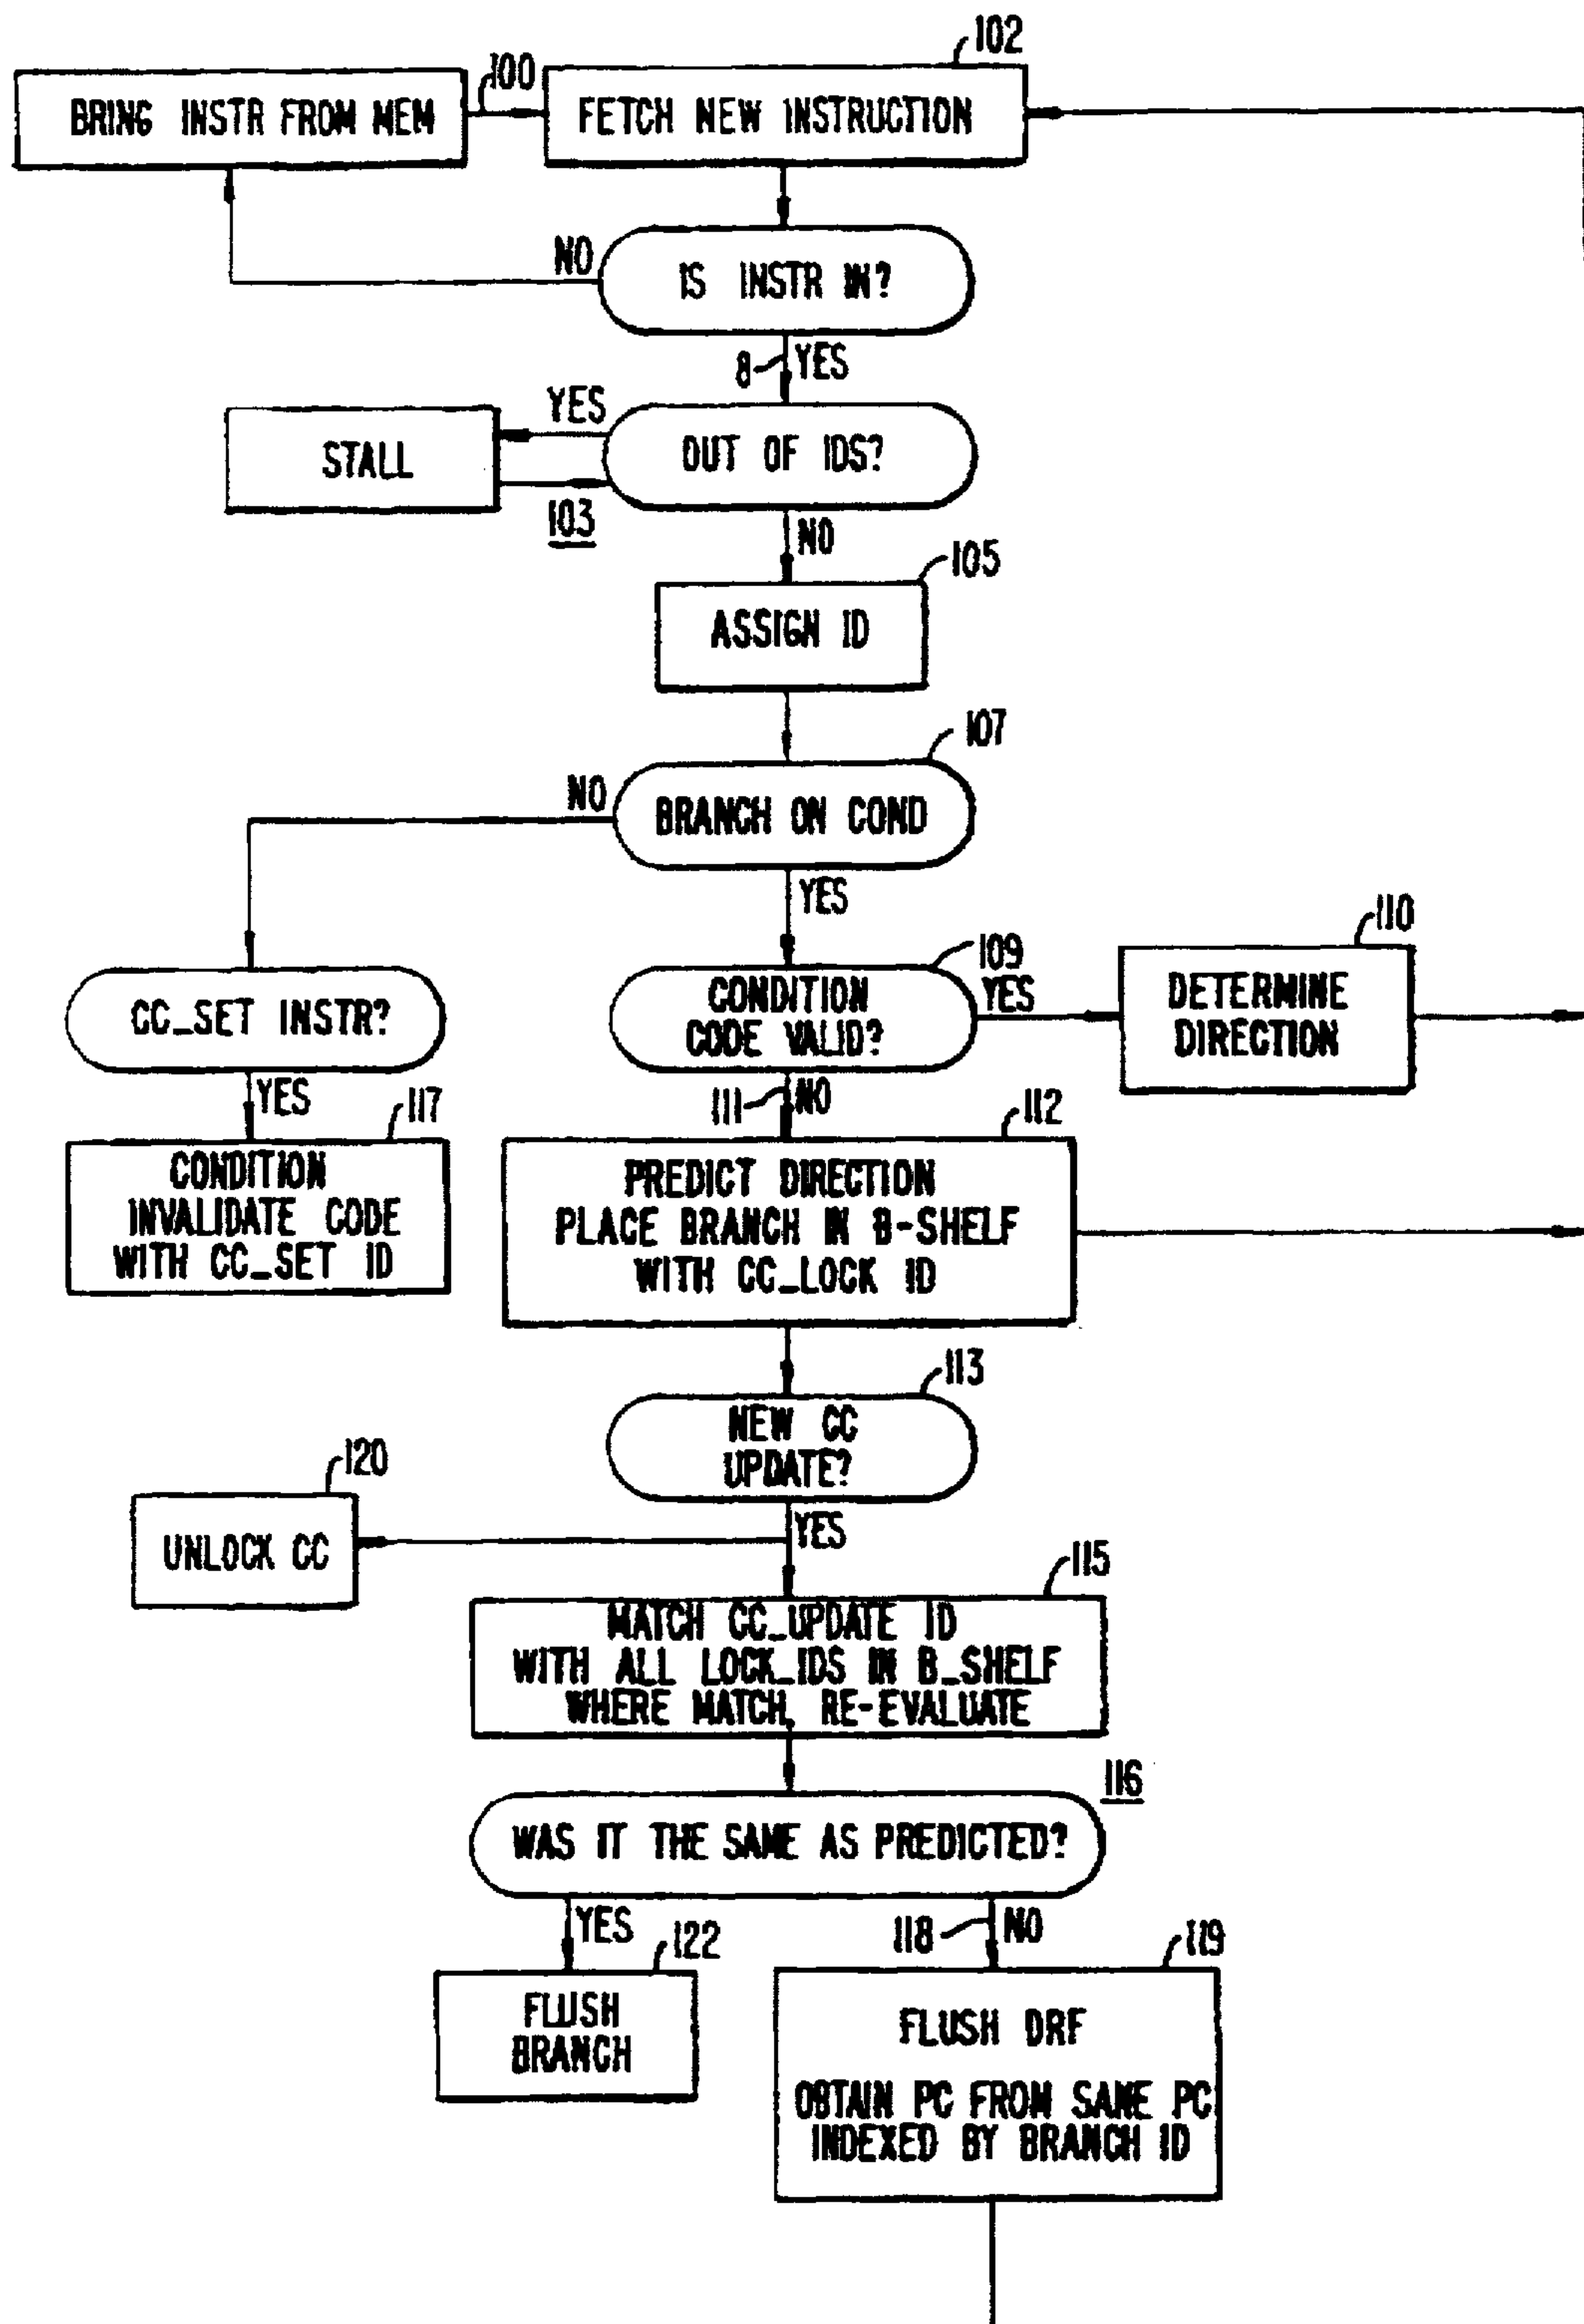 102
100
BRING INSTR FROM MEM
FETCH NEW INSTRUCTION
NO
IS INSTR IN?
8
YES
YES
STALL
OUT OF IDS?
103
NO
105
ASSIGN ID
107
NO
BRANCH ON COND
YES
110
109
CC_SET INSTR?
CONDITION
CODE VALID?
YES
DETERMINE
DIRECTION
YES
117
111
NO
112
CONDITION
INVALIDATE CODE
WITH CC_SET ID
PREDICT DIRECTION
PLACE BRANCH IN B-SHELF
WITH CC_LOCK ID
113
NEW CC
UPDATE?
120
YES
UNLOCK CC
115
MATCH CC_UPDATE ID
WITH ALL LOCK_IDS IN B_SHELF
WHERE MATCH, RE-EVALUATE
116
WAS IT THE SAME AS PREDICTED?
YES
122
118
NO
119
FLUSH
BRANCH
FLUSH DRF
OBTAIN PC FROM SANE PC
INDEXED BY BRANCH ID